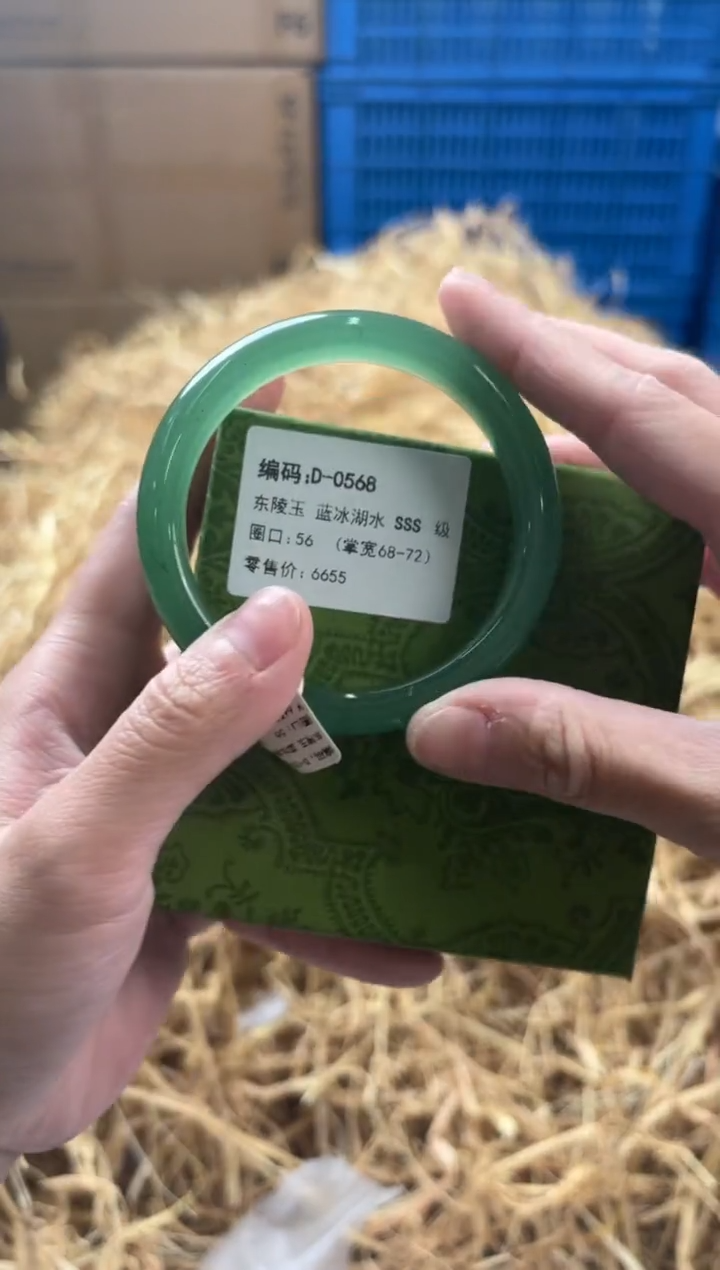 编码:D-0568
东陵玉 蓝冰湖水 SSS 级
圈口:56 (掌宽68-72)
零售价:6655